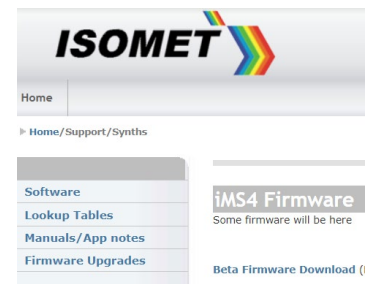 ISOMET
Home
Home/Support/Synths
Software
Lookup Tables
Manuals/App notes
Firmware Upgrades
iMS4 Firmware
Some firmware will be here
Beta Firmware Download (